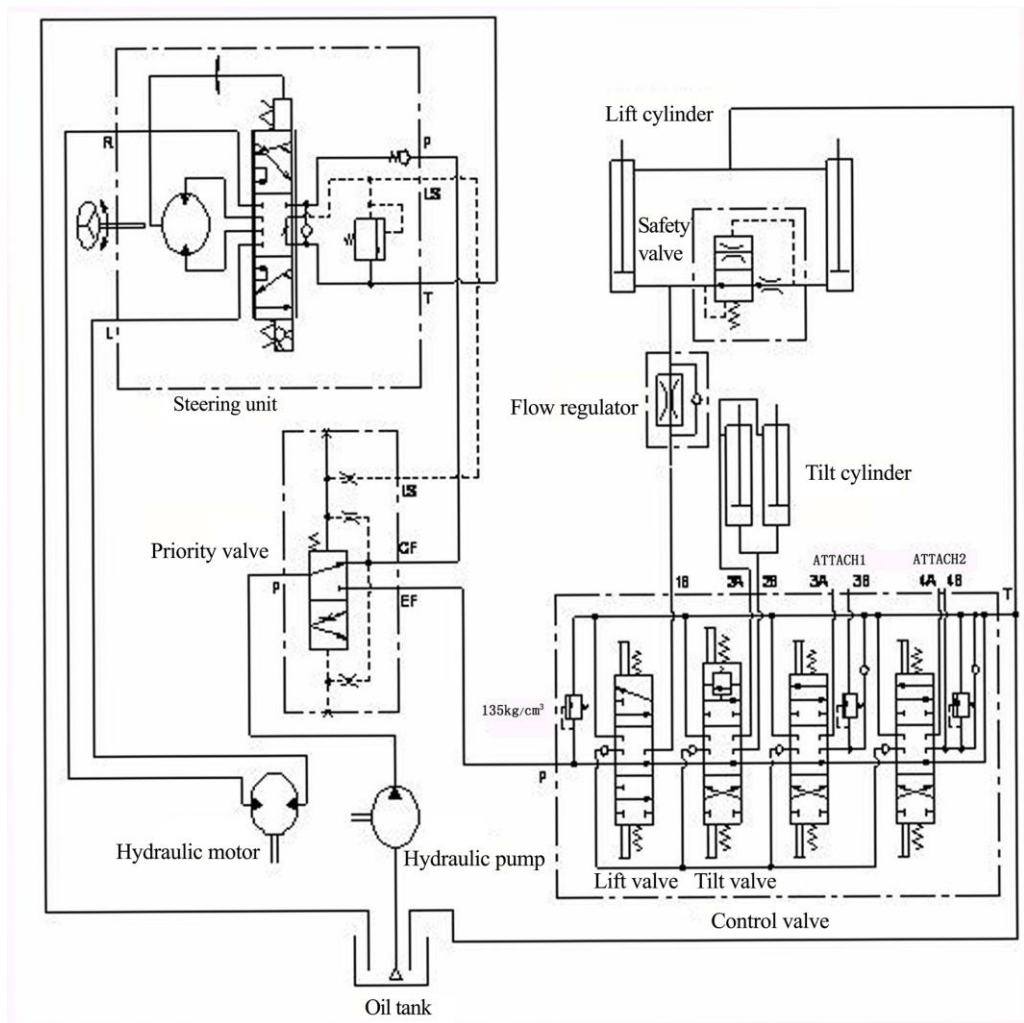 Lift cylinder
R
P
LS
Safety
valve
T
L
Steering unit
Flow regulator
Tilt cylinder
LS
Priority valve
CF
P
EF
ATTACH1
ATTACH2
1B
2B
3A
3B
4A
4B
T
135kg/cm³
P
Hydraulic motor
Hydraulic pump
Lift valve
Tilt valve
Control valve
Oil tank